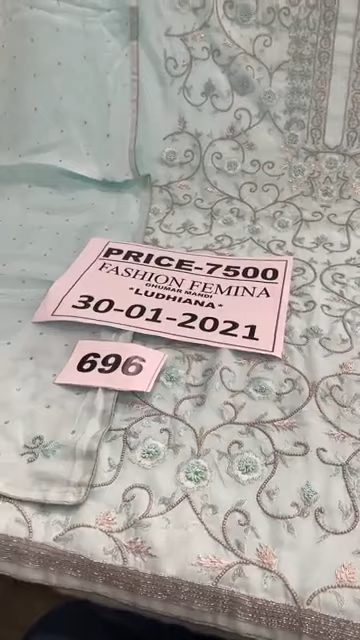 PRICE-7500
FASHION FEMINA
GHUMAR MANDI
*LUDHIANA*
30-01-2021
696